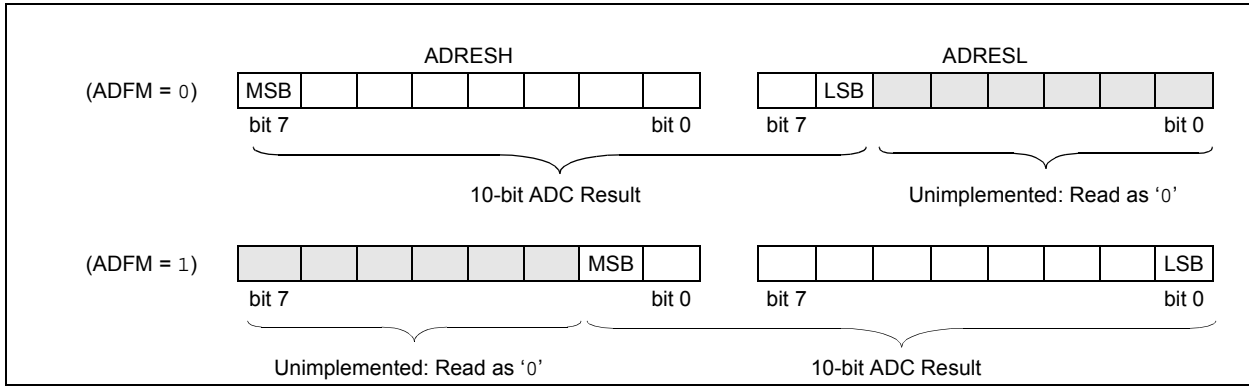 ADRESH ADRESL
(ADFM = 0) MSB LSB
bit 7 bit 0 bit 7 bit 0
10-bit ADC Result Unimplemented: Read as ‘0’
(ADFM = 1) MSB LSB
bit 7 bit 0 bit 7 bit 0
Unimplemented: Read as ‘0’ 10-bit ADC Result